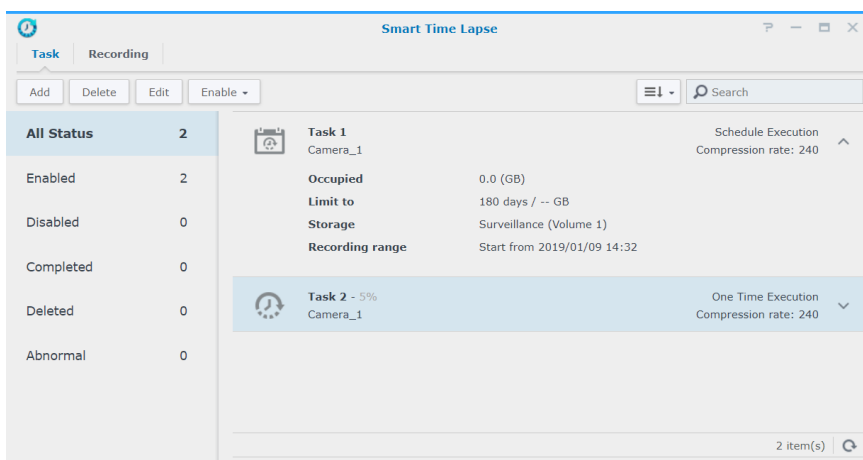 Smart Time Lapse
Task Recording
Add Delete Edit Enable Search
All Status 2
Enabled 2
Disabled 0
Completed 0
Deleted 0
Abnormal 0
Task 1 Schedule Execution
Camera_1 Compression rate: 240
Occupied 0.0 (GB)
Limit to 180 days / -- GB
Storage Surveillance (Volume 1)
Recording range Start from 2019/01/09 14:32
Task 2 - 5% One Time Execution
Camera_1 Compression rate: 240
2 item(s)